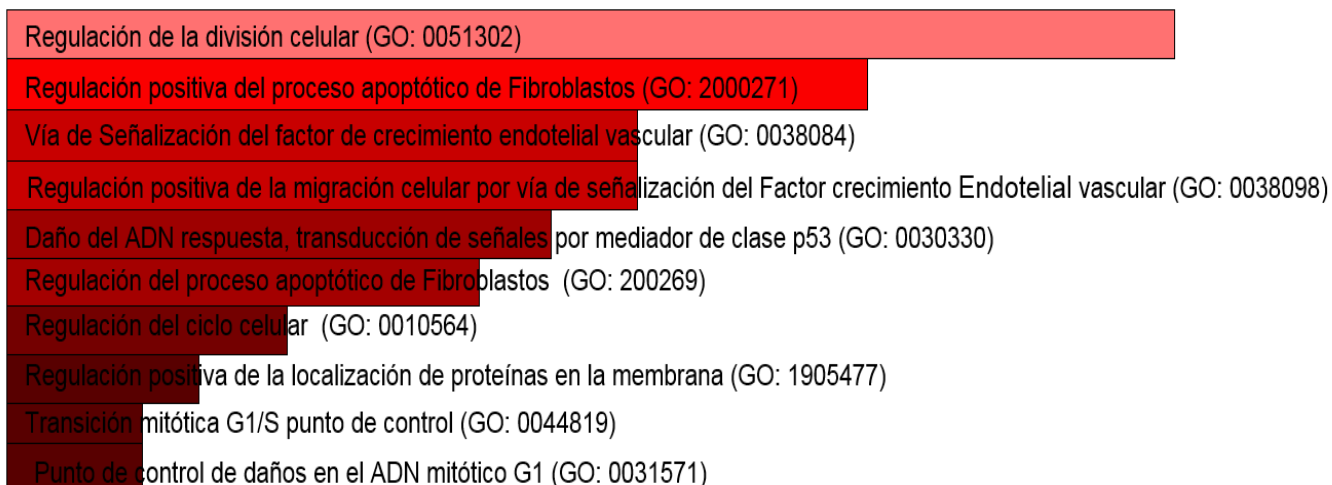 Regulación de la división celular (GO: 0051302)
Regulación positiva del proceso apoptótico de Fibroblastos (GO: 2000271)
Vía de Señalización del factor de crecimiento endotelial vascular (GO: 0038084)
Regulación positiva de la migración celular por vía de señalización del Factor crecimiento Endotelial vascular (GO: 0038098)
Daño del ADN respuesta, transducción de señales por mediador de clase p53 (GO: 0030330)
Regulación del proceso apoptótico de Fibroblastos (GO: 200269)
Regulación del ciclo celular (GO: 0010564)
Regulación positiva de la localización de proteínas en la membrana (GO: 1905477)
Transición mitótica G1/S punto de control (GO: 0044819)
Punto de control de daños en el ADN mitótico G1 (GO: 0031571)